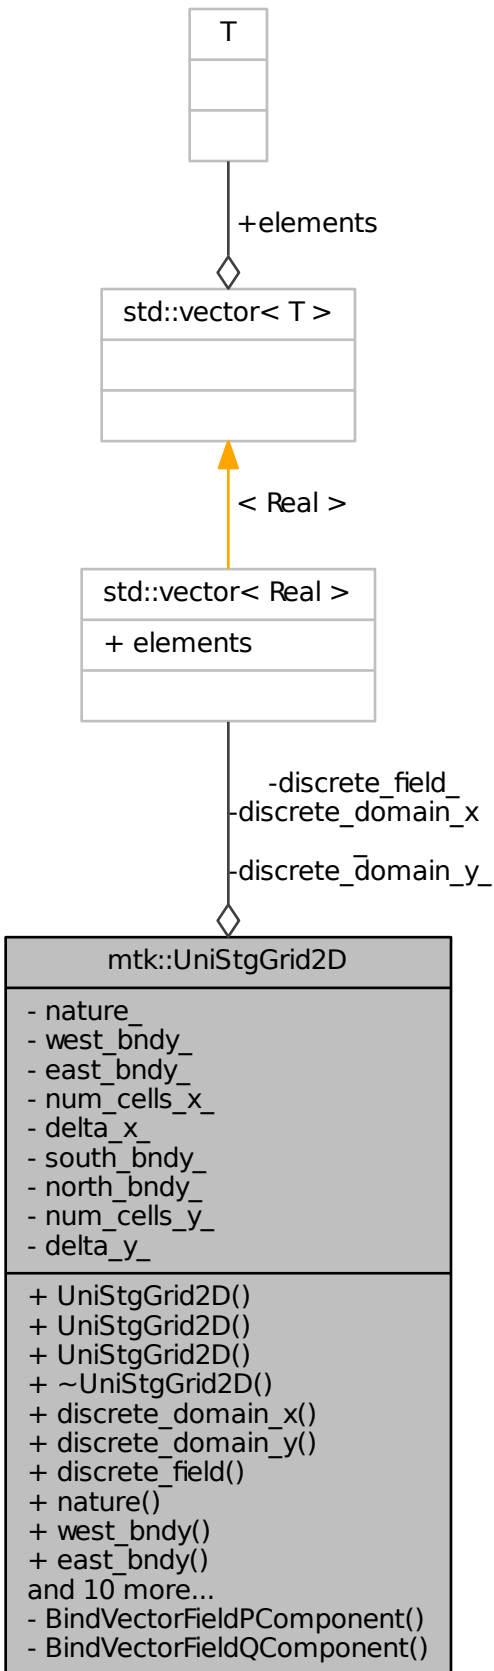 T
+elements
std::vector< T >
< Real >
std::vector< Real >
+ elements
-discrete_field_
-discrete_domain_x
_
-discrete_domain_y_
mtk::UniStgGrid2D
- nature_
- west_bndy_
- east_bndy_
- num_cells_x_
- delta_x_
- south_bndy_
- north_bndy_
- num_cells_y_
- delta_y_
+ UniStgGrid2D()
+ UniStgGrid2D()
+ UniStgGrid2D()
+ ~UniStgGrid2D()
+ discrete_domain_x()
+ discrete_domain_y()
+ discrete_field()
+ nature()
+ west_bndy()
+ east_bndy()
and 10 more...
- BindVectorFieldPComponent()
- BindVectorFieldQComponent()